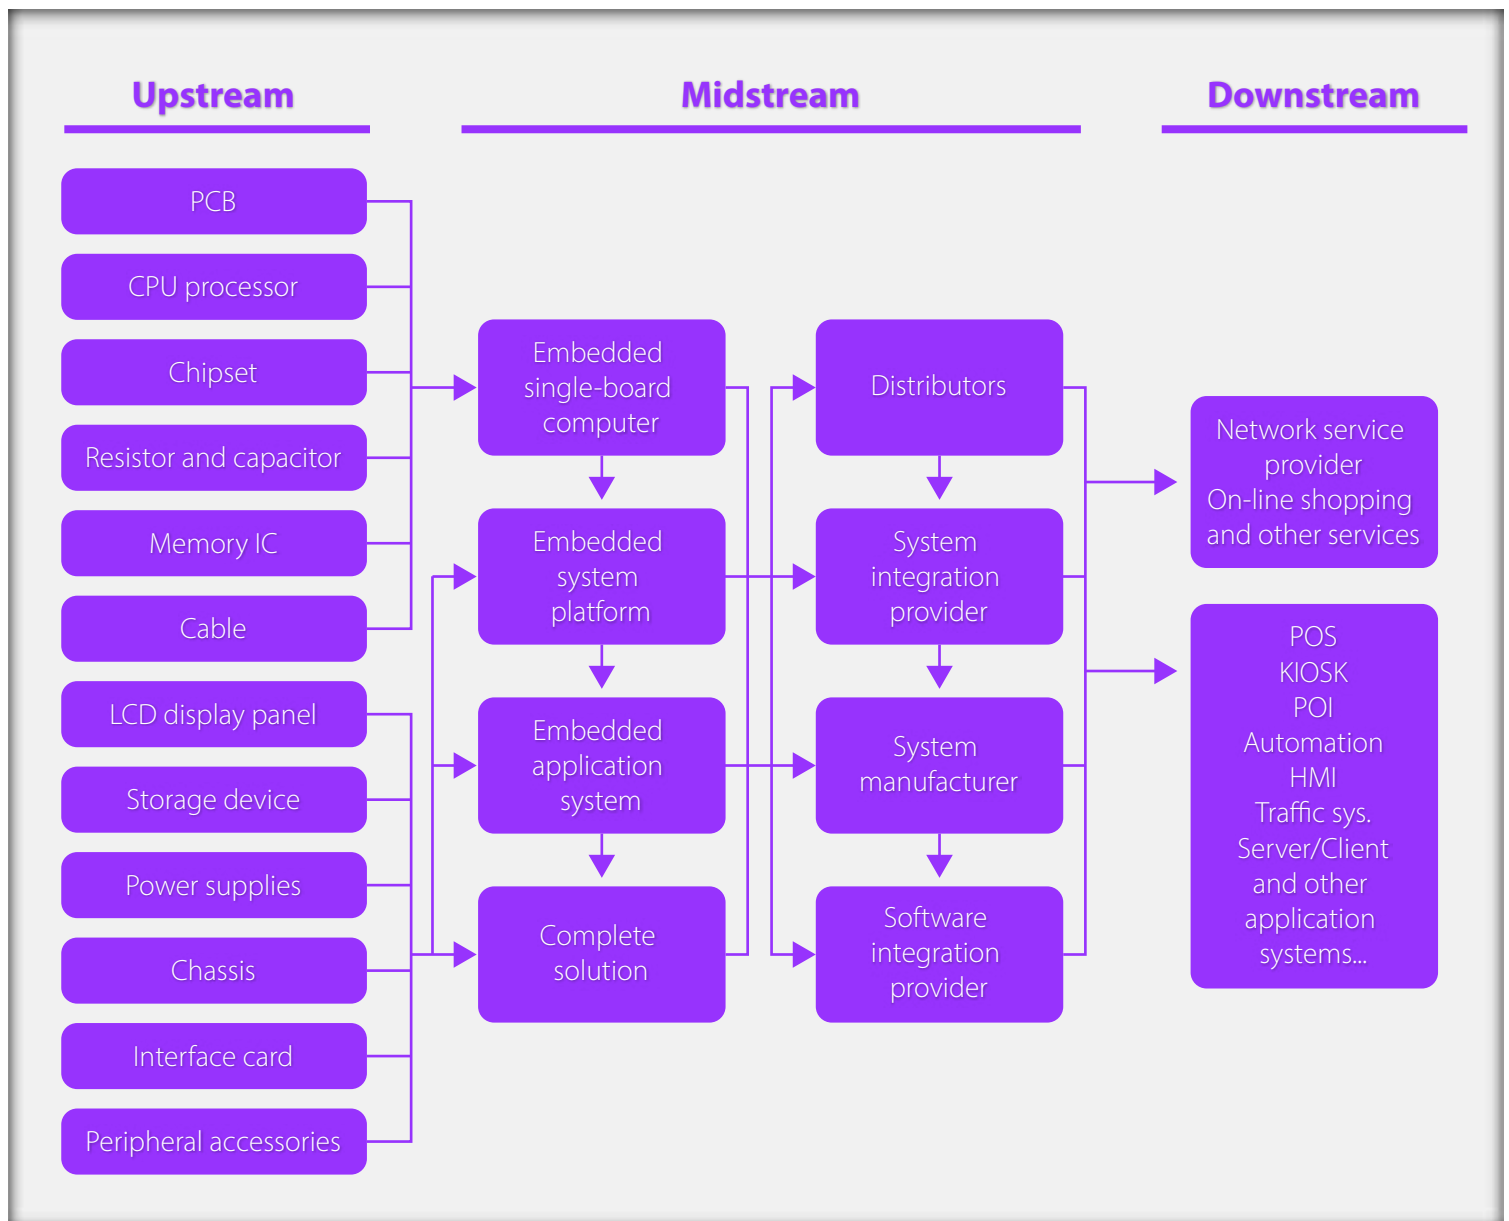 Upstream
Midstream
Downstream
PCB
CPU processor
Chipset
Resistor and capacitor
Memory IC
Cable
LCD display panel
Storage device
Power supplies
Chassis
Interface card
Peripheral accessories
Embedded
single-board
computer
Embedded
system
platform
Embedded
application
system
Complete
solution
Distributors
System
integration
provider
System
manufacturer
Software
integration
provider
Network service
provider
On-line shopping
and other services
POS
KIOSK
POI
Automation
HMI
Traffic sys.
Server/Client
and other
application
systems...